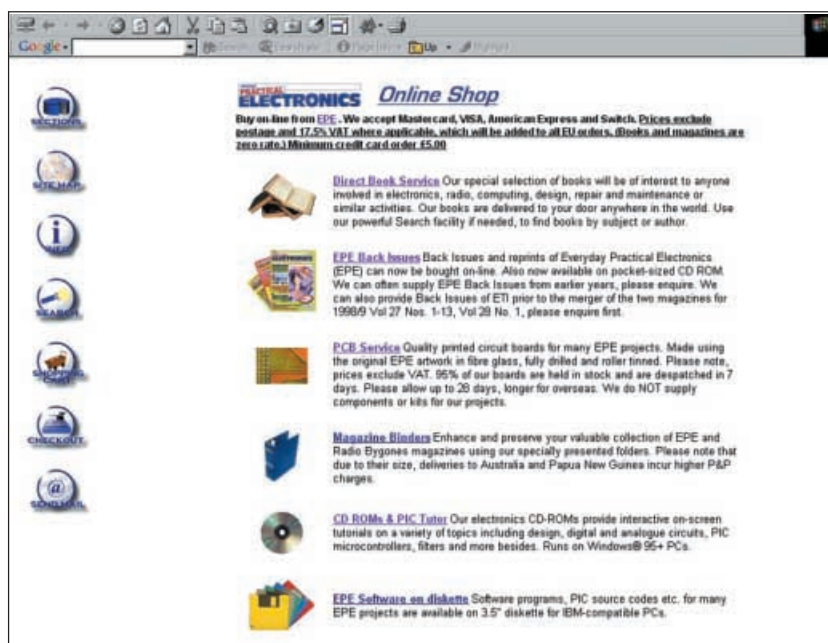 Google
Up
SECTIONS
SITE MAP
SEARCH
SHOPPING
CART
CHECKOUT
SEND MAIL
PRACTICAL
ELECTRONICS Online Shop
Buy on-line from EPE . We accept Mastercard, VISA, American Express and Switch. Prices exclude
postage and 17.5% VAT where applicable, which will be added to all EU orders. (Books and magazines are
zero rate.) Minimum credit card order £5.00
Direct Book Service Our special selection of books will be of interest to anyone
involved in electronics, radio, computing, design, repair and maintenance or
similar activities. Our books are delivered to your door anywhere in the world. Use
our powerful Search facility if needed, to find books by subject or author.
EPE Back Issues Back Issues and reprints of Everyday Practical Electronics
(EPE) can now be bought on-line. Also now available on pocket-sized CD ROM.
We can often supply EPE Back Issues from earlier years, please enquire. We
can also provide Back Issues of ETI prior to the merger of the two magazines for
1998/9 Vol 27 Nos. 1-13, Vol 28 No. 1, please enquire first.
PCB Service Quality printed circuit boards for many EPE projects. Made using
the original EPE artwork in fibre glass, fully drilled and roller tinned. Please note,
prices exclude VAT. 95% of our boards are held in stock and are despatched in 7
days. Please allow up to 28 days, longer for overseas. We do NOT supply
components or kits for our projects.
Magazine Binders Enhance and preserve your valuable collection of EPE and
Radio Bygones magazines using our specially presented folders. Please note that
due to their size, deliveries to Australia and Papua New Guinea incur higher P&P
charges.
CD ROMs & PIC Tutor Our electronics CD-ROMs provide interactive on-screen
tutorials on a variety of topics including design, digital and analogue circuits, PIC
microcontrollers, filters and more besides. Runs on Windows® 95+ PCs.
EPE Software on diskette Software programs, PIC source codes etc. for many
EPE projects are available on 3.5" diskette for IBM-compatible PCs.